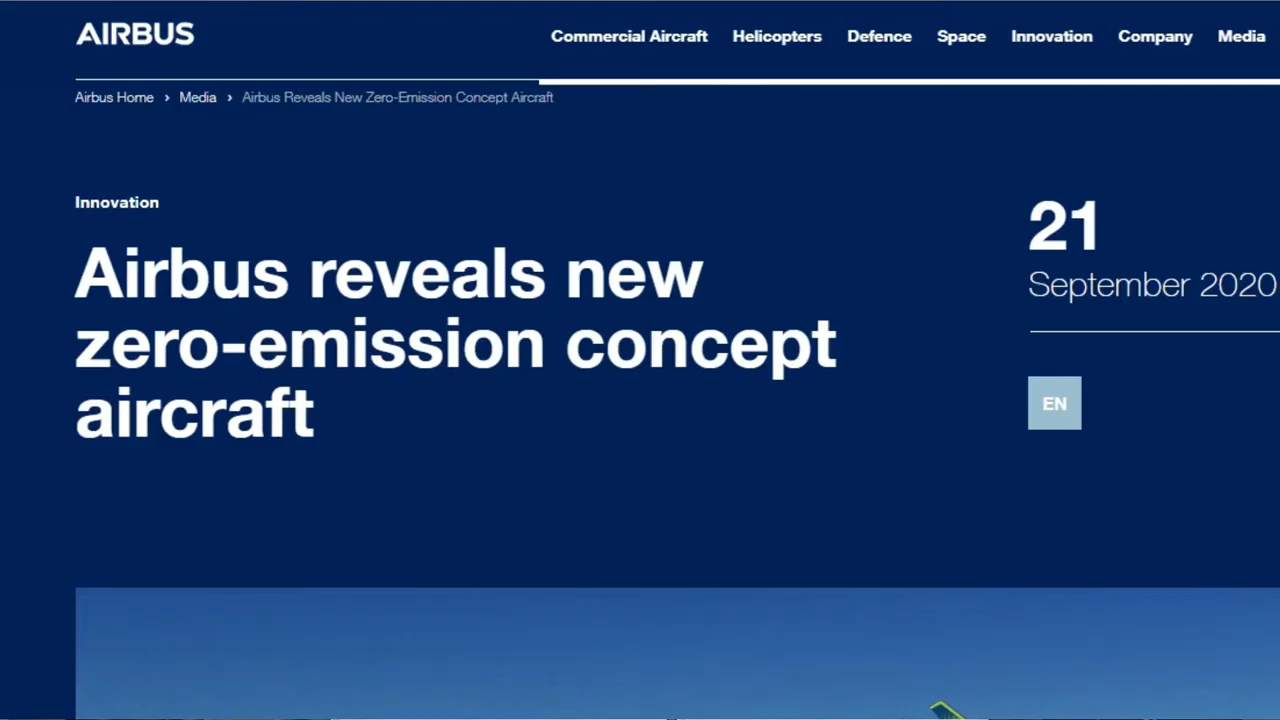 AIRBUS
Commercial Aircraft Helicopters Defence Space Innovation Company Media
Airbus Home › Media › Airbus Reveals New Zero-Emission Concept Aircraft
Innovation
Airbus reveals new
zero-emission concept
aircraft
21
September 2020
EN